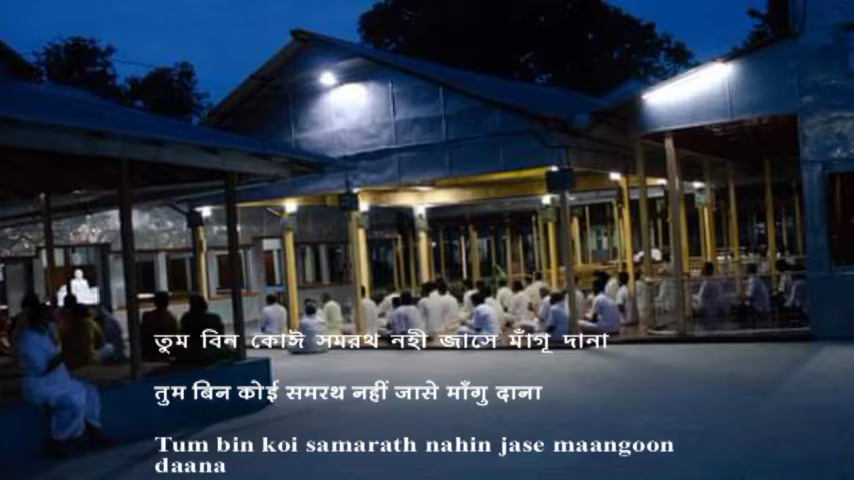 তুম বিন কোঈ সমরথ নহী জাসে মাঁগূ দানা
तुम बिन कोई समरथ नहीं जासे माँगु दाना
Tum bin koi samarath nahin jase maangoon
daana